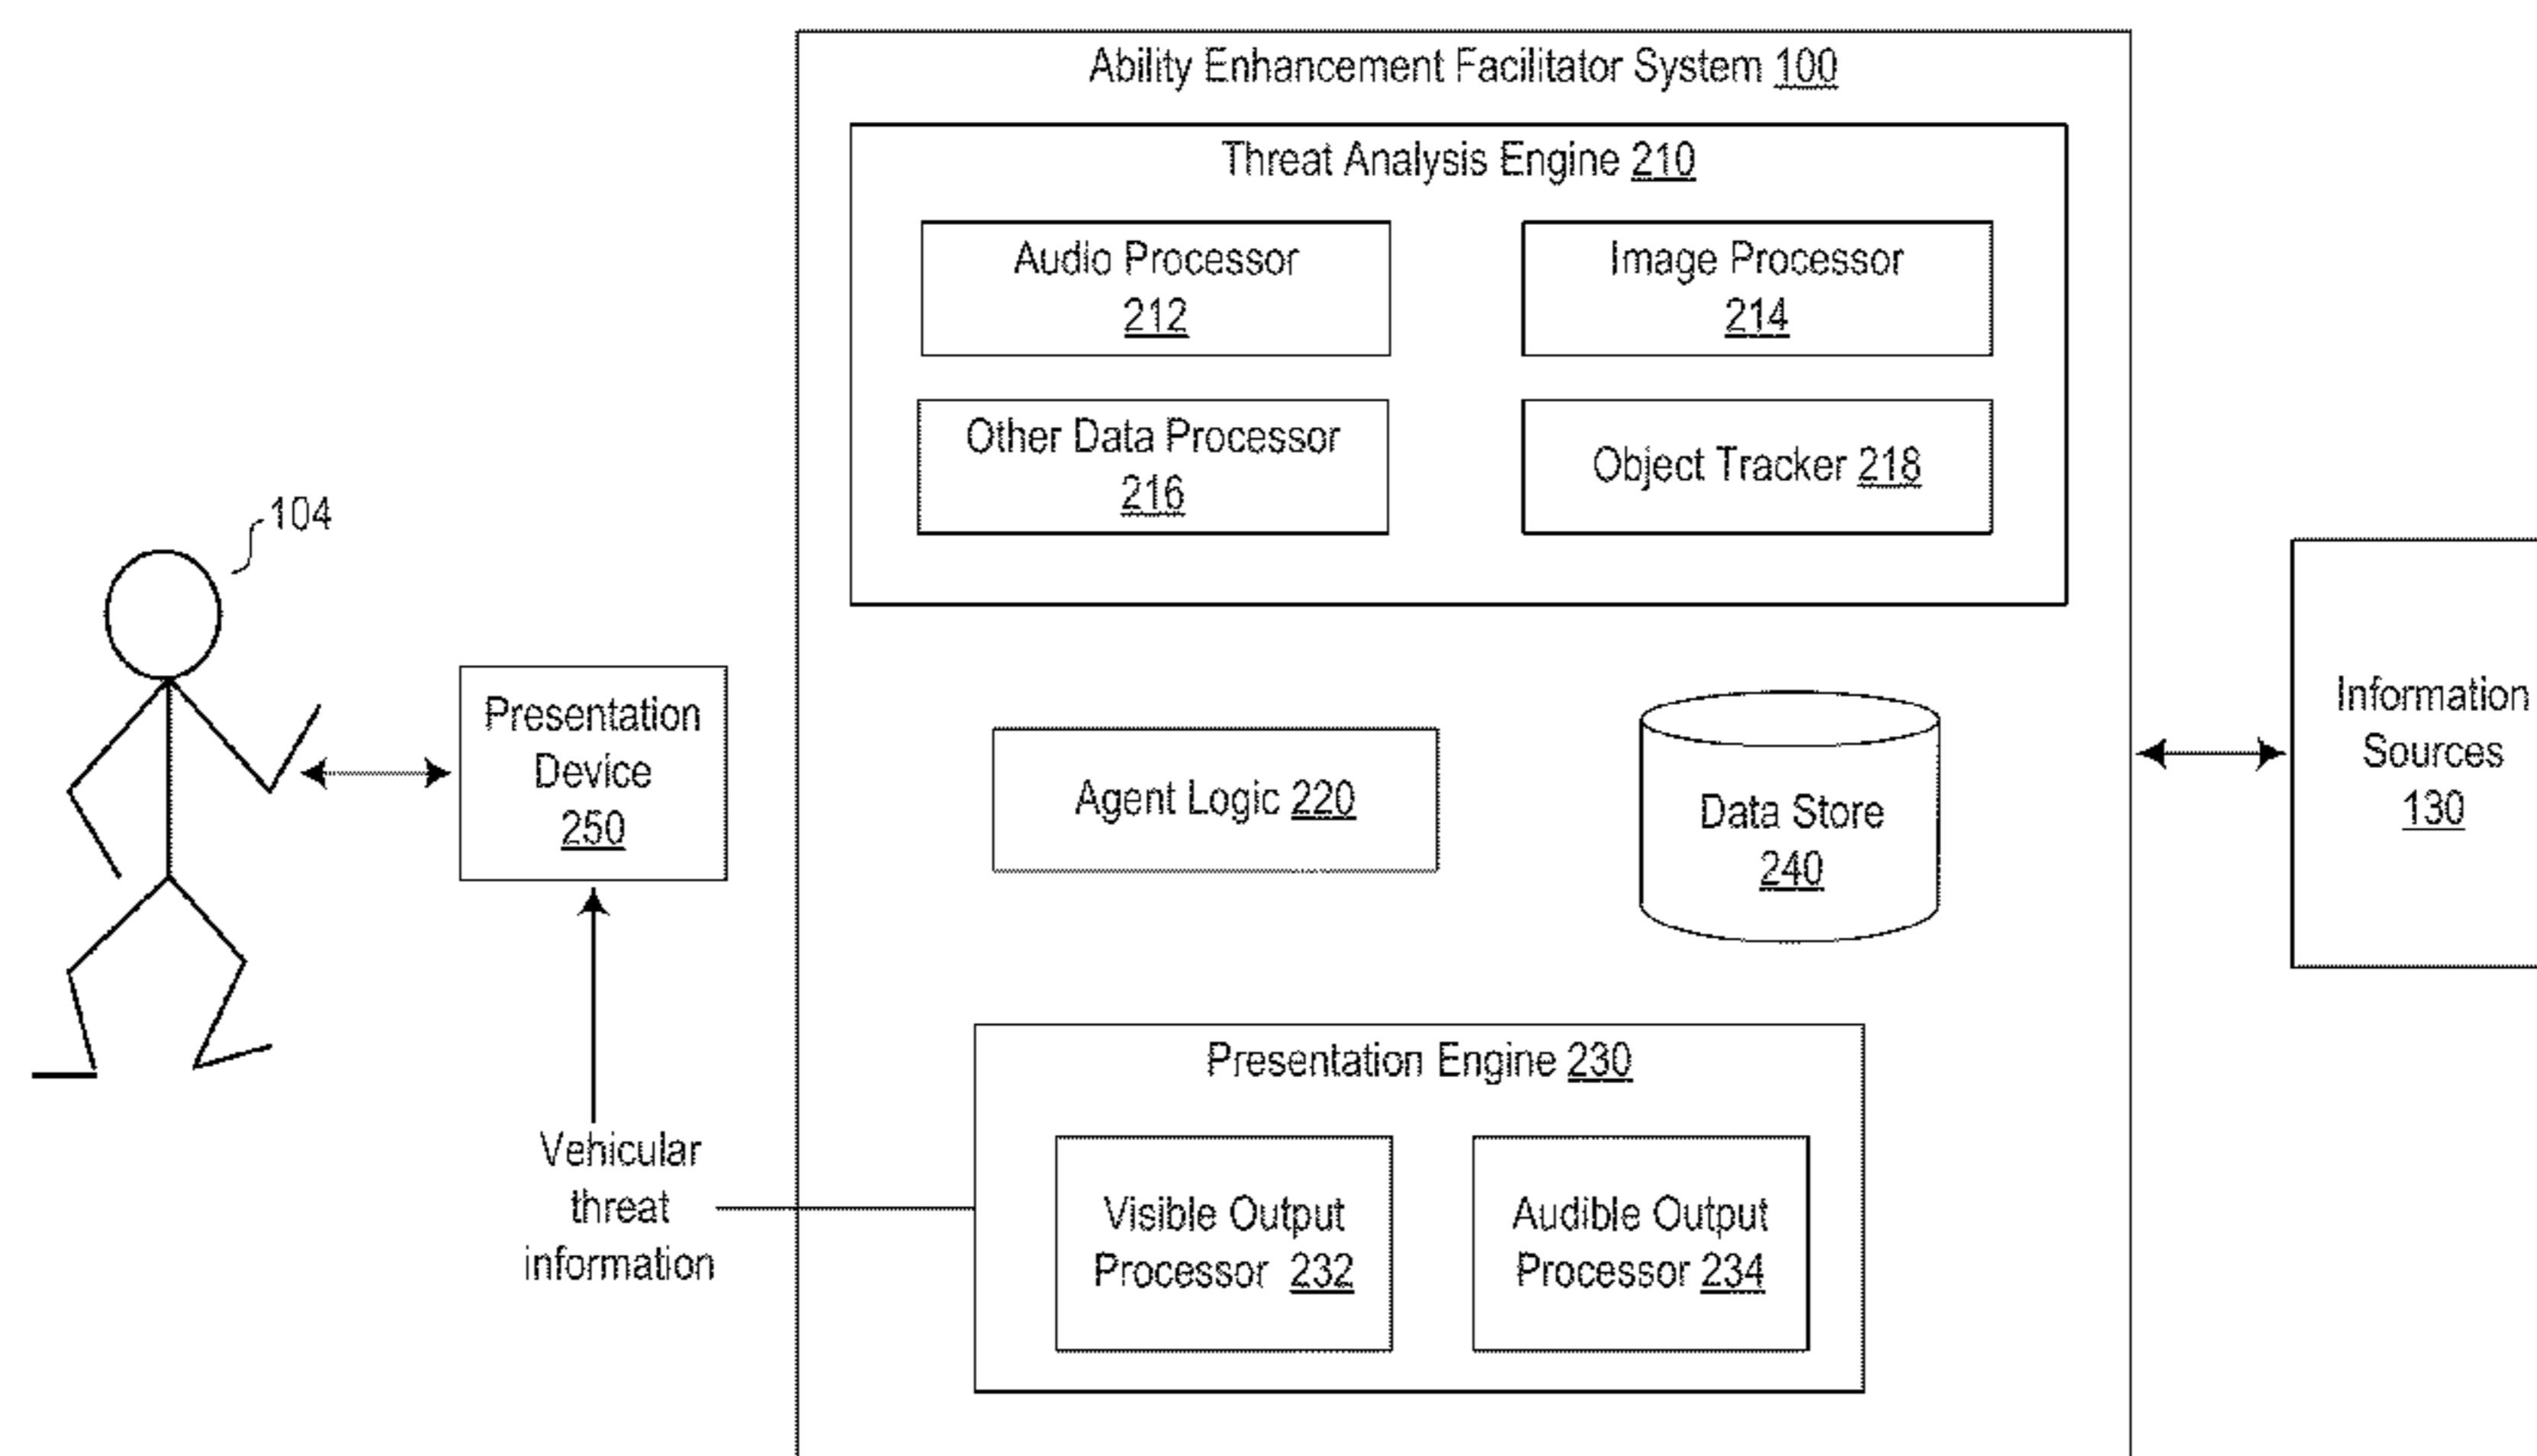 Ability Enhancement Facilitator System 100
Threat Analysis Engine 210
Audio Processor
212
Image Processor
214
Other Data Processor
216
Object Tracker 218
104
Presentation
Device
250
Agent Logic 220
Data Store
240
Information
Sources
130
Presentation Engine 230
Vehicular
threat
information
Visible Output
Processor 232
Audible Output
Processor 234